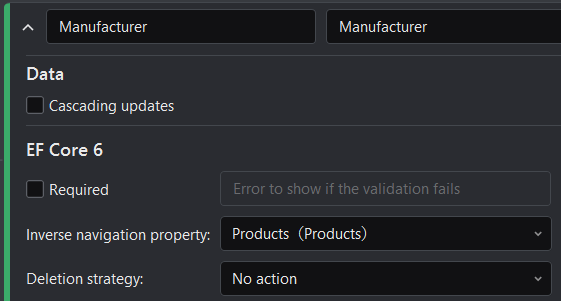 Manufacturer Manufacturer
Data
Cascading updates
EF Core 6
Required Error to show if the validation fails
Inverse navigation property: Products（Products）
Deletion strategy: No action